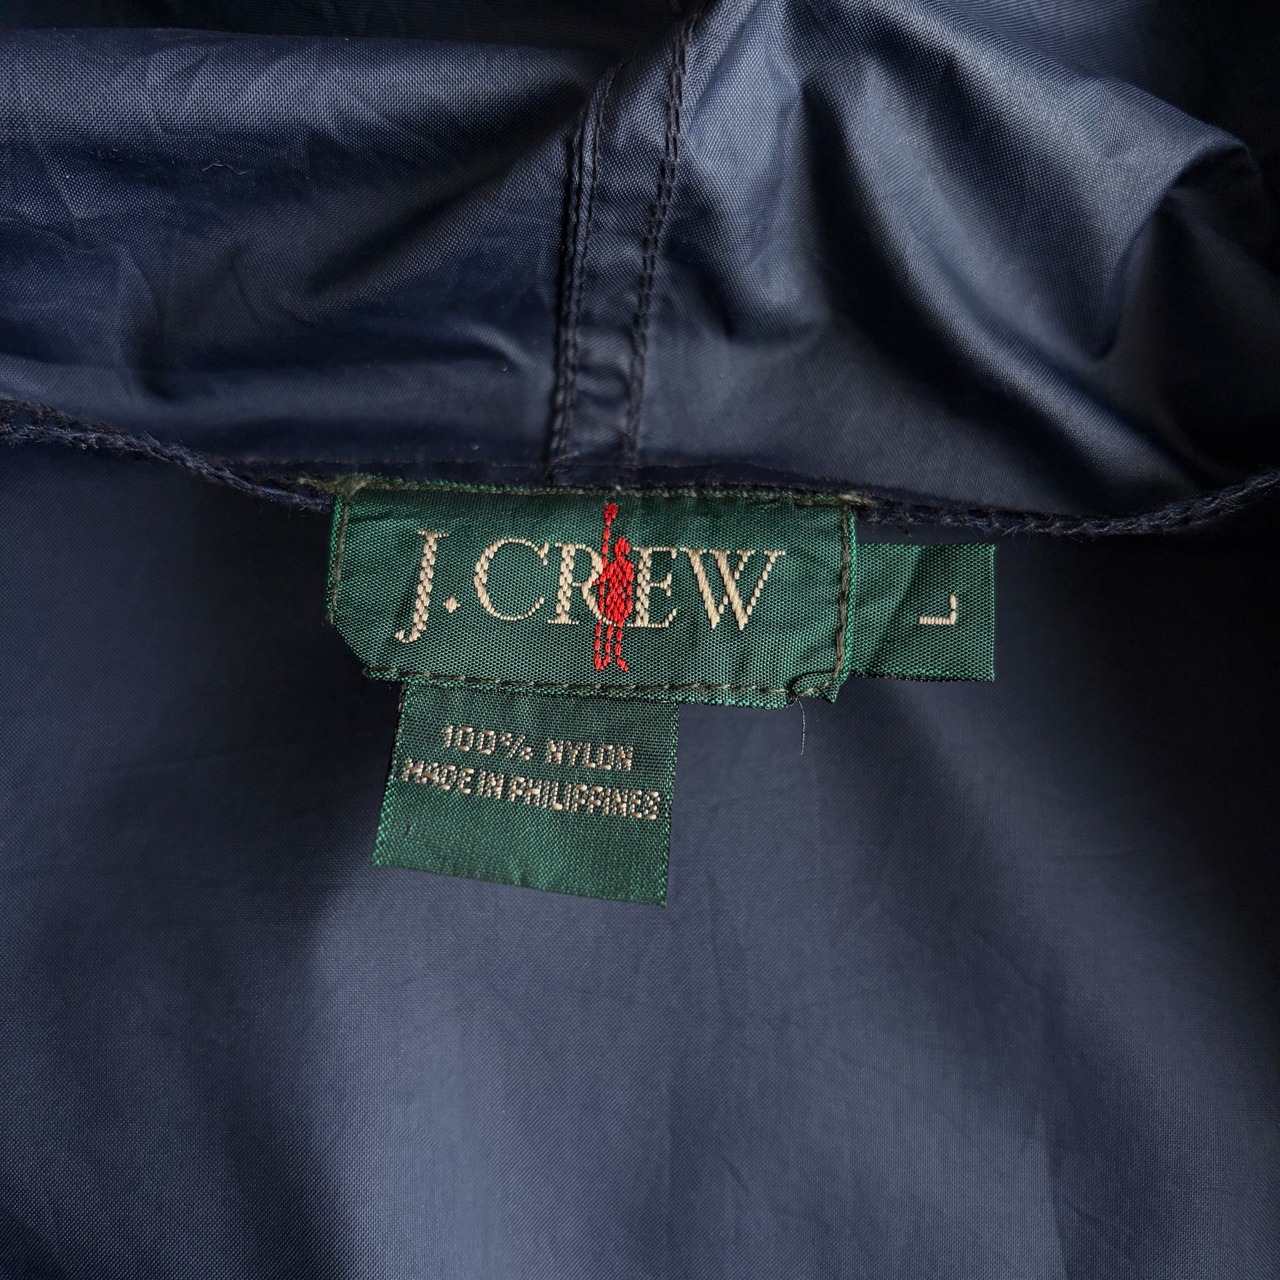 J.CREW
L
100% NYLON
MADE IN PHILIPPINES